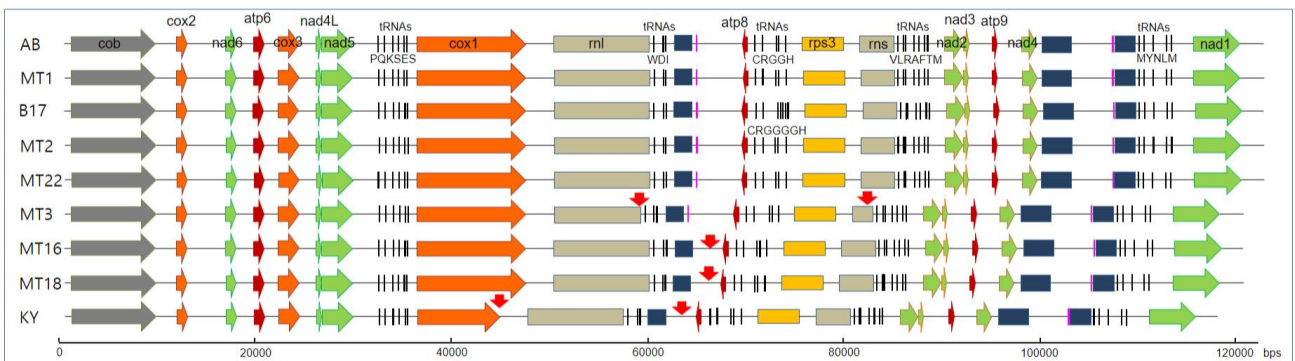 cox2 atp6 nad4L tRNAs tRNAs atp8 tRNAs tRNAs nad3 atp9 tRNAs
AB cob nad6 cox3 nad5 cox1 rnl rps3 rns nad2 nad4 nad1
PQKSES WDI CRGGH VLRAFTM MYNLM
MT1
B17
CRGGGGH
MT2
MT22
MT3
MT16
MT18
KY
0 20000 40000 60000 80000 100000 120000 bps